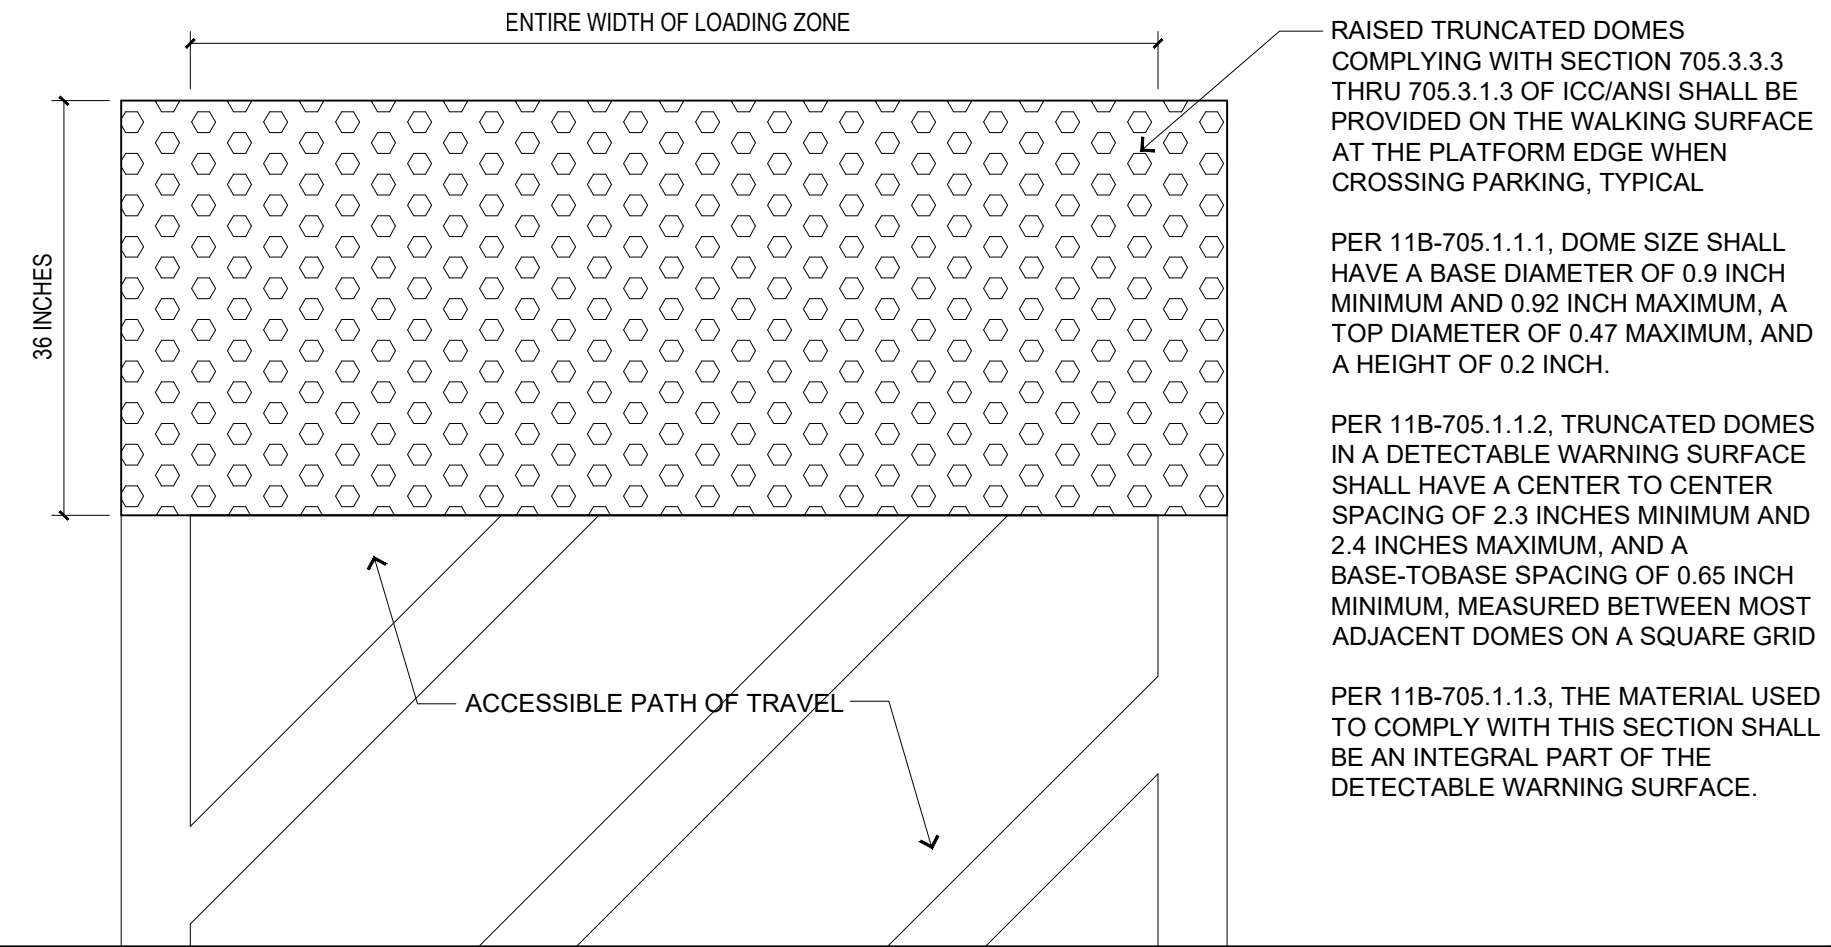 ENTIRE WIDTH OF LOADING ZONE
36 INCHES
RAISED TRUNCATED DOMES
COMPLYING WITH SECTION 705.3.3.3
THRU 705.3.1.3 OF ICC/ANSI SHALL BE
PROVIDED ON THE WALKING SURFACE
AT THE PLATFORM EDGE WHEN
CROSSING PARKING, TYPICAL
PER 11B-705.1.1.1, DOME SIZE SHALL
HAVE A BASE DIAMETER OF 0.9 INCH
MINIMUM AND 0.92 INCH MAXIMUM, A
TOP DIAMETER OF 0.47 MAXIMUM, AND
A HEIGHT OF 0.2 INCH.
PER 11B-705.1.1.2, TRUNCATED DOMES
IN A DETECTABLE WARNING SURFACE
SHALL HAVE A CENTER TO CENTER
SPACING OF 2.3 INCHES MINIMUM AND
2.4 INCHES MAXIMUM, AND A
BASE-TOBASE SPACING OF 0.65 INCH
MINIMUM, MEASURED BETWEEN MOST
ADJACENT DOMES ON A SQUARE GRID
PER 11B-705.1.1.3, THE MATERIAL USED
TO COMPLY WITH THIS SECTION SHALL
BE AN INTEGRAL PART OF THE
DETECTABLE WARNING SURFACE.
ACCESSIBLE PATH OF TRAVEL